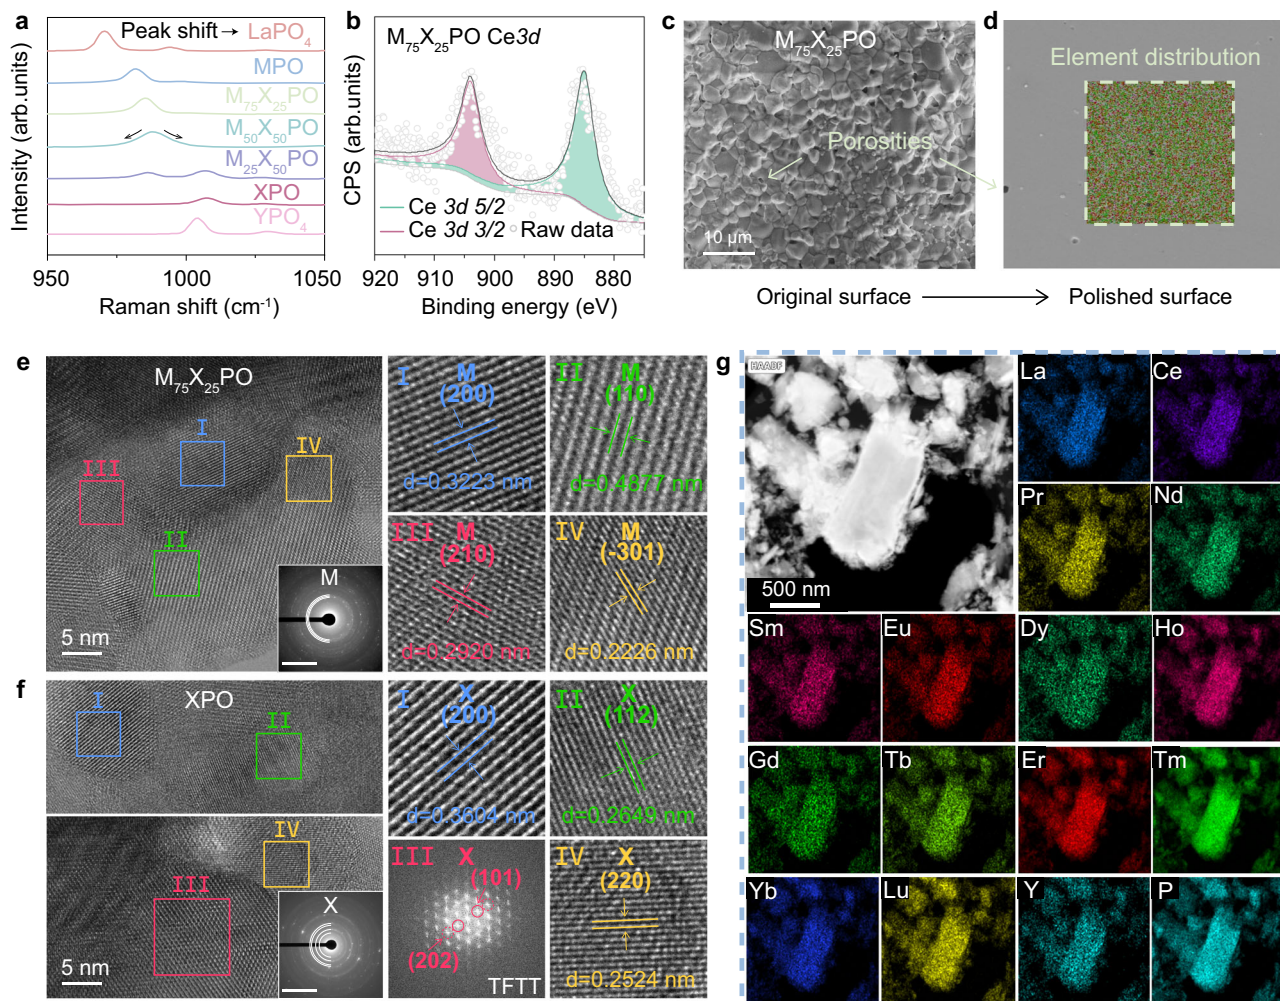 a
Intensity (arb.units)
Peak shift → LaPO4
MPO
M75X25PO
M50X50PO
M25X50PO
XPO
YPO4
950 1000 1050
Raman shift (cm-1)
b
CPS (arb.units)
M75X25PO Ce3d
Ce 3d 5/2
Ce 3d 3/2 Raw data
920 910 900 890 880
Binding energy (eV)
c
M75X25PO
Porosities
10 μm
d
Element distribution
Original surface
Polished surface
e
M75X25PO
I
IV
III
II
M
5 nm
I M
(200)
d=0.3223 nm
II M
(110)
d=0.4877 nm
III M
(210)
d=0.2920 nm
IV M
(-301)
d=0.2226 nm
f
XPO
I
II
IV
III
X
5 nm
I X
(200)
d=0.3604 nm
II X
(112)
d=0.2649 nm
III X
(101)
(202)
TFTT
IV X
(220)
d=0.2524 nm
g
HAADF
500 nm
La Ce
Pr Nd
Sm Eu Dy Ho
Gd Tb Er Tm
Yb Lu Y P